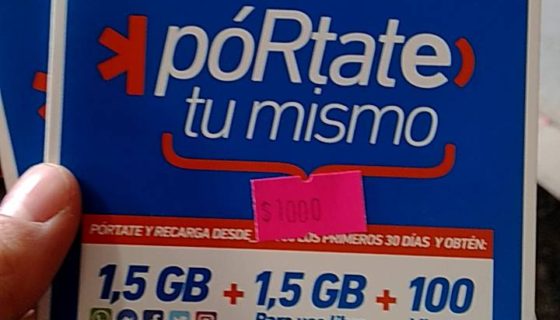 póRtate
tu mismo
$1000
PÓRTATE Y RECARGA DESDE LOS PRIMEROS 30 DÍAS Y OBTÉN:
1,5 GB + 1,5 GB + 100